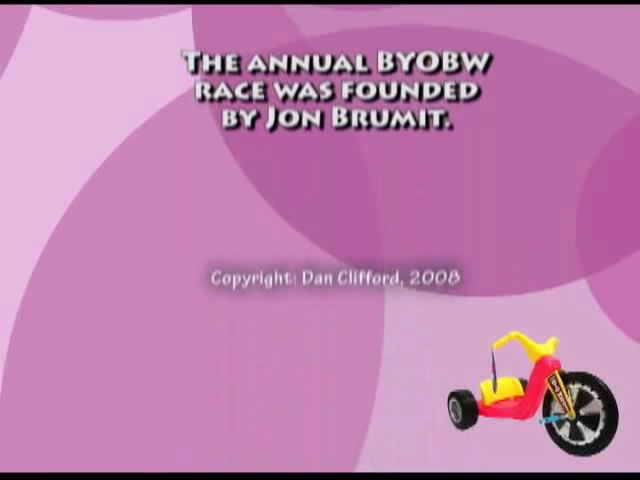 The annual BYOBW
race was founded
by Jon Brumit.
Copyright: Dan Clifford, 2008